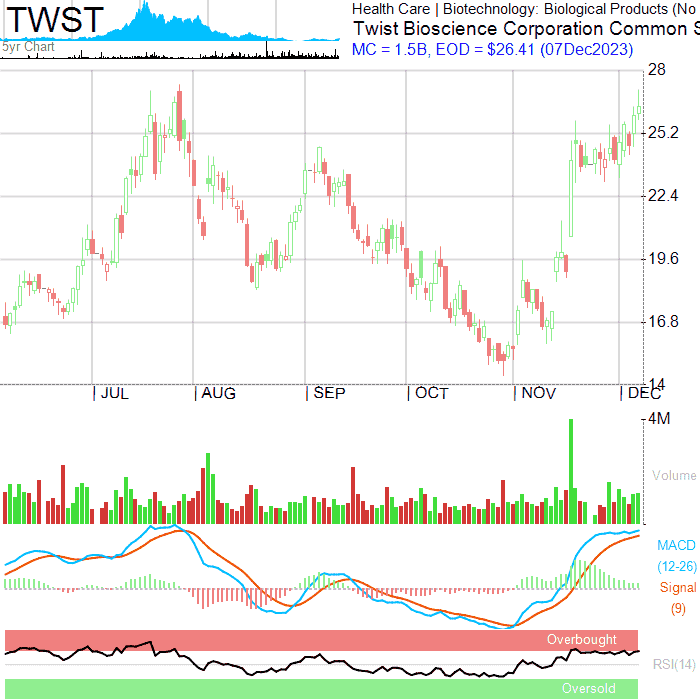 TWST
5yr Chart
Health Care | Biotechnology: Biological Products (No
Twist Bioscience Corporation Common S
MC = 1.5B, EOD = $26.41 (07Dec2023)
28
25.2
22.4
19.6
16.8
14
JUL AUG SEP OCT NOV DEC
4M
Volume
MACD
(12-26)
Signal
(9)
Overbought
RSI(14)
Oversold